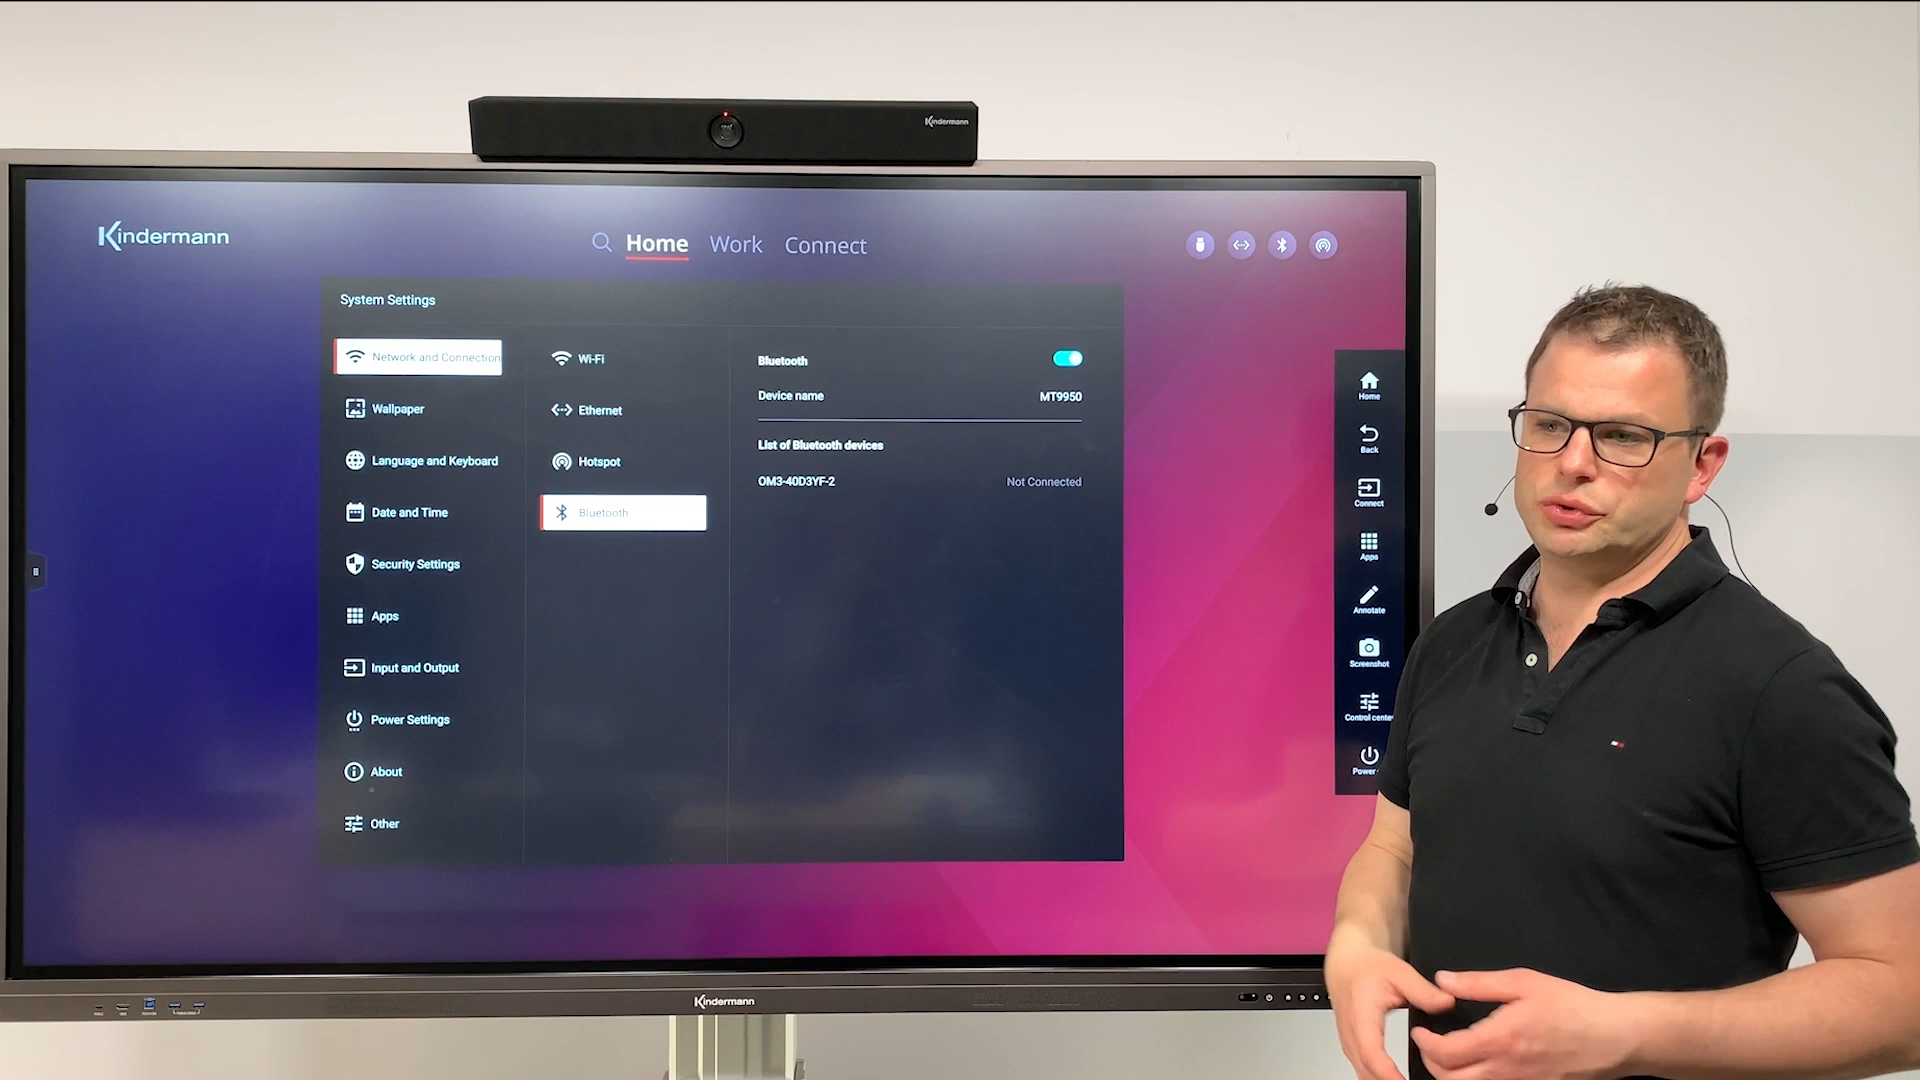 Kindermann
Kindermann
Home
Work
Connect
System Settings
Network and Connection
Wallpaper
Language and Keyboard
Date and Time
Security Settings
Apps
Input and Output
Power Settings
About
Other
Wi-Fi
Ethernet
Hotspot
Bluetooth
Bluetooth
Device name MT9950
List of Bluetooth devices
OM3-40D3YF-2 Not Connected
Home
Back
Connect
Apps
Annotate
Screenshot
Control cente
Power
Kindermann